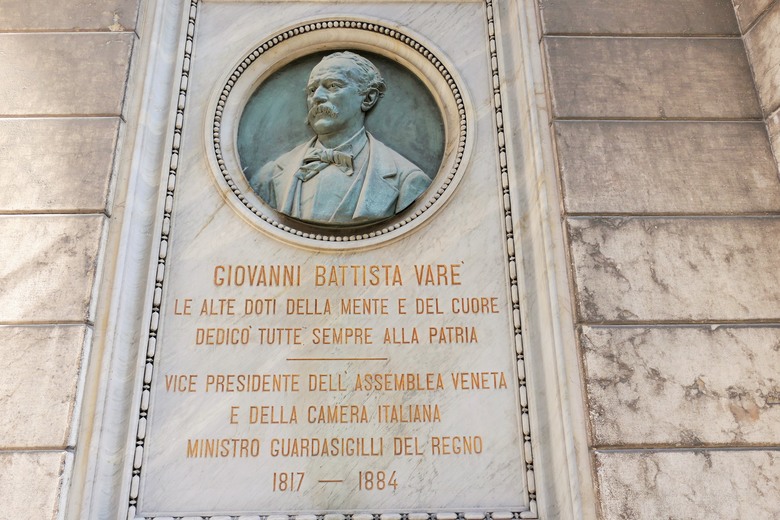 GIOVANNI BATTISTA VARE'
LE ALTE DOTI DELLA MENTE E DEL CUORE
DEDICO' TUTTE SEMPRE ALLA PATRIA
VICE PRESIDENTE DELL'ASSEMBLEA VENETA
E DELLA CAMERA ITALIANA
MINISTRO GUARDASIGILLI DEL REGNO
1817 — 1884